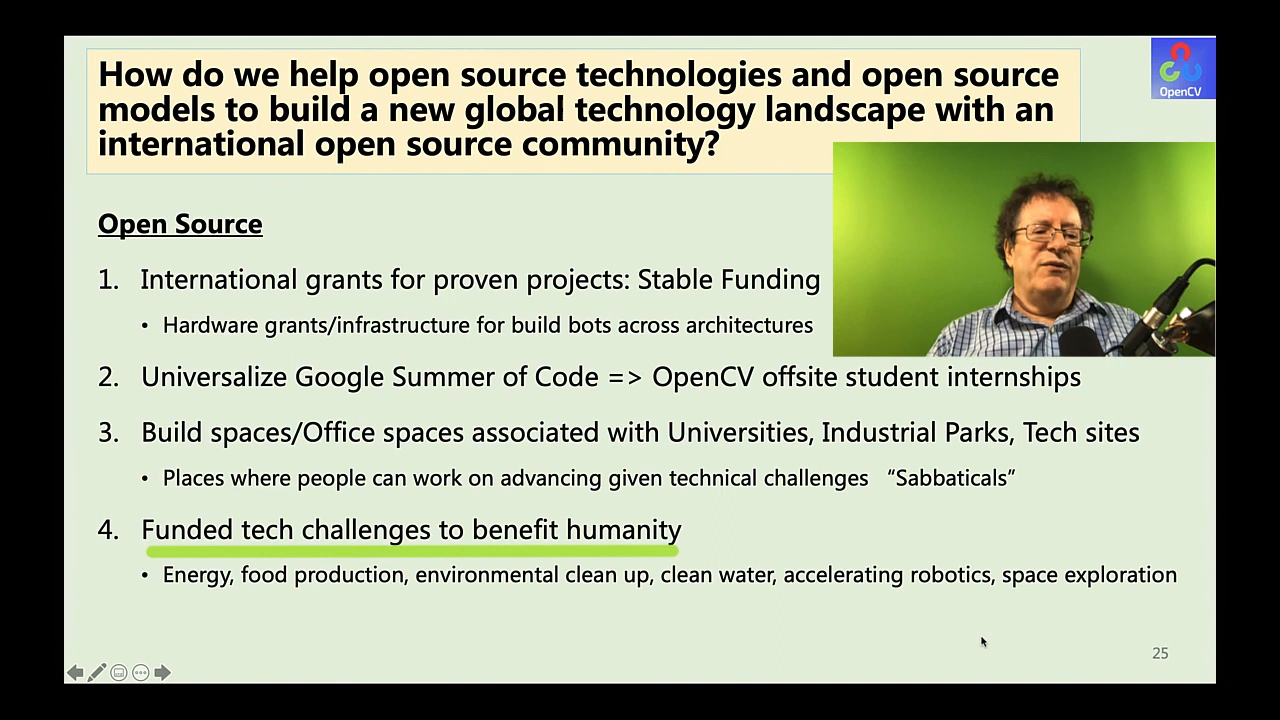 How do we help open source technologies and open source
models to build a new global technology landscape with an
international open source community?
OpenCV
Open Source
1. International grants for proven projects: Stable Funding
• Hardware grants/infrastructure for build bots across architectures
2. Universalize Google Summer of Code => OpenCV offsite student internships
3. Build spaces/Office spaces associated with Universities, Industrial Parks, Tech sites
• Places where people can work on advancing given technical challenges “Sabbaticals”
4. Funded tech challenges to benefit humanity
• Energy, food production, environmental clean up, clean water, accelerating robotics, space exploration
25